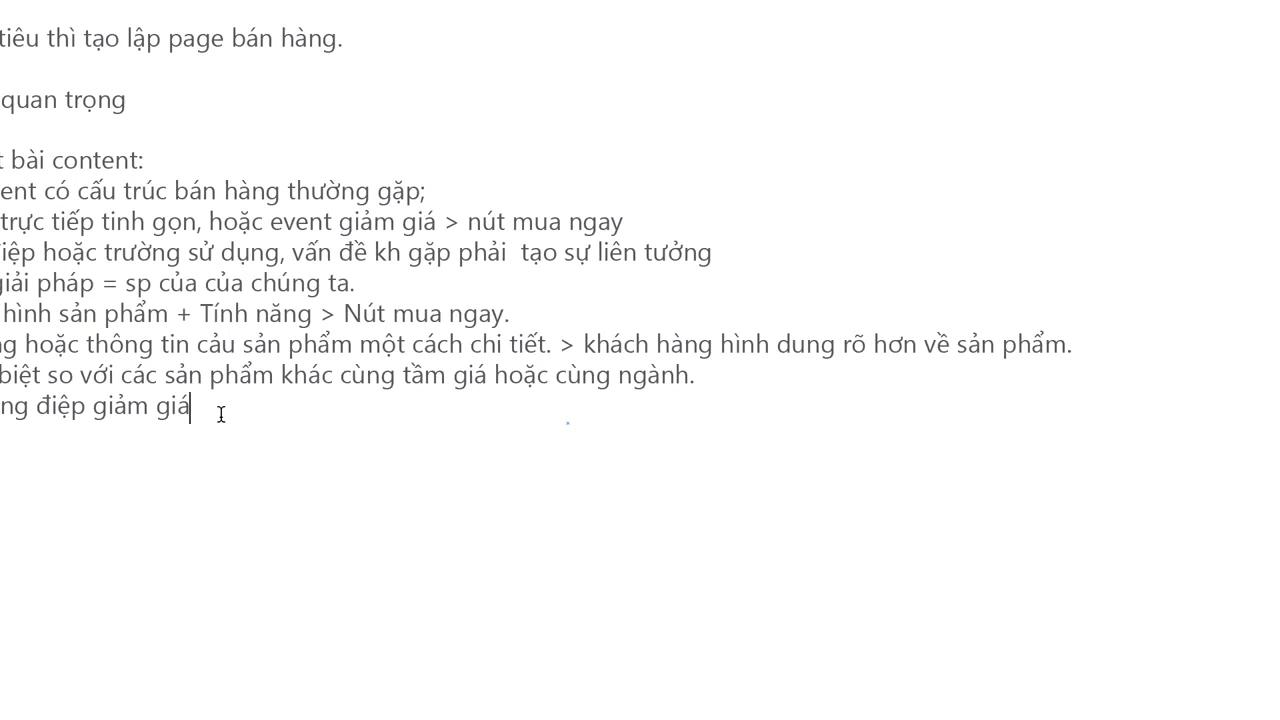 tiêu thì tạo lập page bán hàng.
quan trọng
bài content:
có cấu trúc bán hàng thường gặp;
trực tiếp tinh gọn, hoặc event giảm giá > nút mua ngay
hoặc trường sử dụng, vấn đề kh gặp phải  tạo sự liên tưởng
giải pháp = sp của của chúng ta.
hình sản phẩm + Tính năng > Nút mua ngay.
hoặc thông tin cảu sản phẩm một cách chi tiết. > khách hàng hình dung rõ hơn về sản phẩm.
biệt so với các sản phẩm khác cùng tầm giá hoặc cùng ngành.
điệp giảm giá